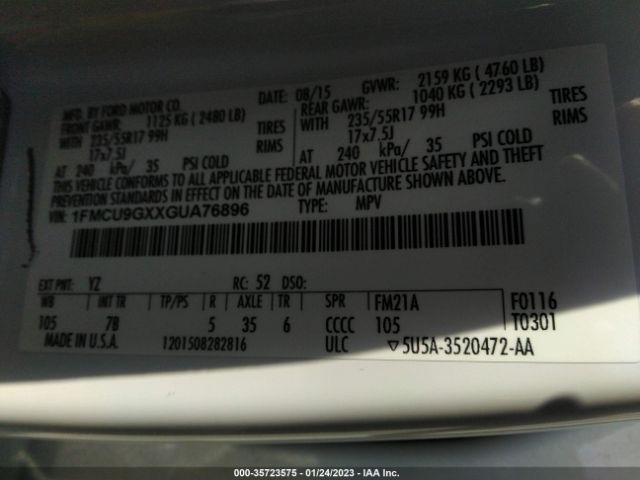 MFG. BY FORD MOTOR CO.
DATE: 08/15 GVWR: 2159 KG ( 4760 LB)
FRONT GAWR: 1125 KG ( 2480 LB)
REAR GAWR: 1040 KG ( 2293 LB)
WITH 235/55R17 99H TIRES
WITH 235/55R17 99H TIRES
17x7.5J RIMS
17x7.5J RIMS
AT 240 kPa/ 35 PSI COLD
AT 240 kPa/ 35 PSI COLD
THIS VEHICLE CONFORMS TO ALL APPLICABLE FEDERAL MOTOR VEHICLE SAFETY AND THEFT
PREVENTION STANDARDS IN EFFECT ON THE DATE OF MANUFACTURE SHOWN ABOVE.
VIN: 1FMCU9GXXGUA76896 TYPE: MPV
EXT PNT: YZ RC: 52 DSO:
WB INT TR TP/PS R AXLE TR SPR FM21A F0116
105 7B 5 35 6 CCCC 105 T0301
MADE IN U.S.A. 1201508282816 ULC ▽5U5A-3520472-AA
000-35723575 - 01/24/2023 - IAA Inc.